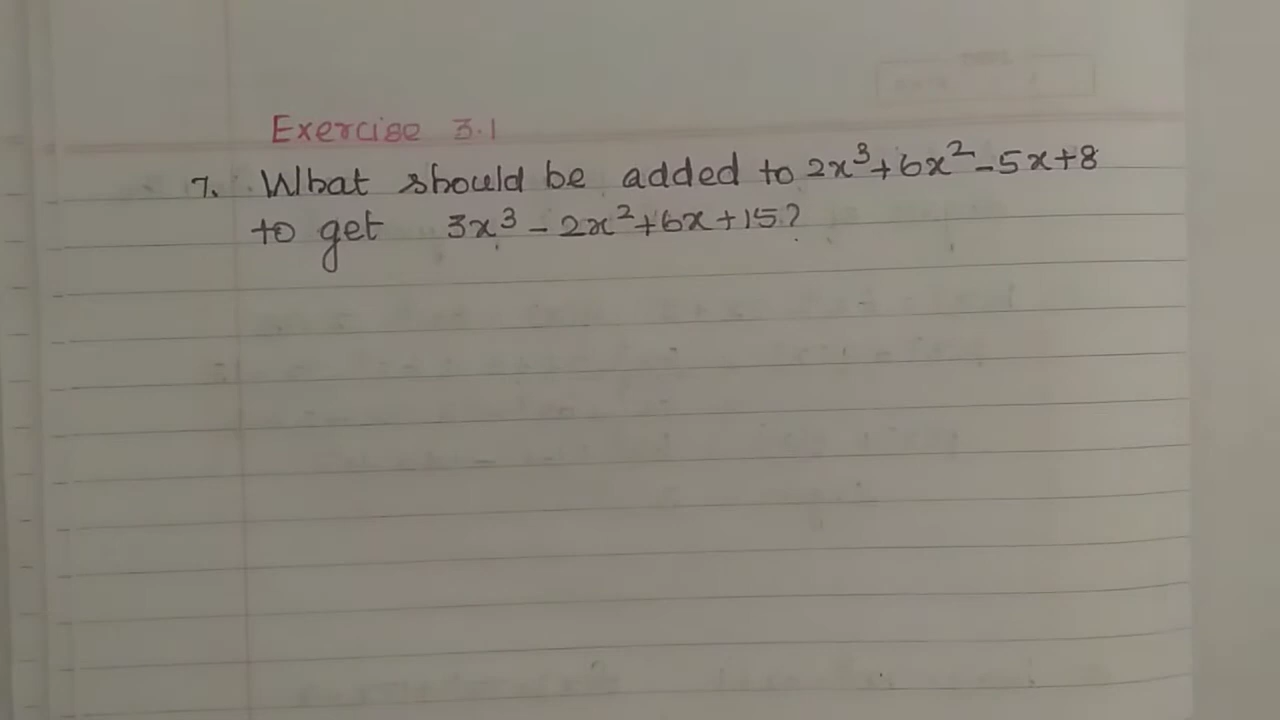 Exercise 3.1
7. What should be added to 2x³+6x²-5x+8
to get 3x³-2x²+6x+15?